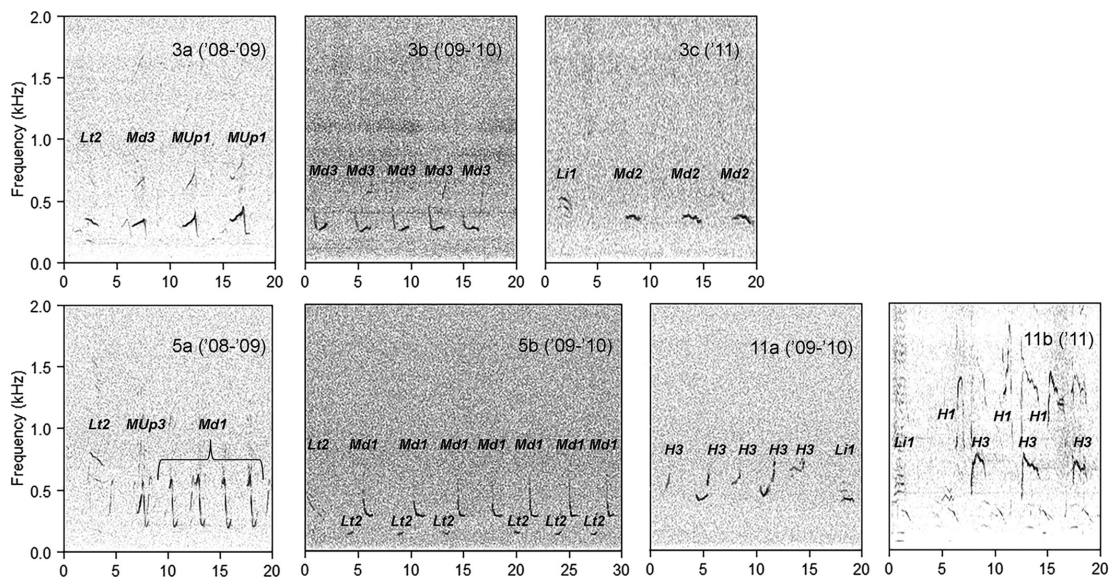 2.0
3a ('08-'09)
3b ('09-'10)
3c ('11)
1.5
Frequency (kHz)
1.0
Lt2 Md3 MUp1 MUp1
Md3 Md3 Md3 Md3 Md3
Li1 Md2 Md2 Md2
0.5
0.0
0 5 10 15 20
0 5 10 15 20
0 5 10 15 20
2.0
5a ('08-'09)
5b ('09-'10)
11a ('09-'10)
11b ('11)
1.5
Frequency (kHz)
1.0
Lt2 MUp3 Md1
Lt2 Md1 Md1 Md1 Md1 Md1 Md1 Md1
H3 H3 H3 H3 H3 Li1
H1 H1 H1
Li1 H3 H3 H3
0.5
Lt2 Lt2 Lt2 Lt2 Lt2 Lt2
0.0
0 5 10 15 20
0 5 10 15 20 25 30
0 5 10 15 20
0 5 10 15 20